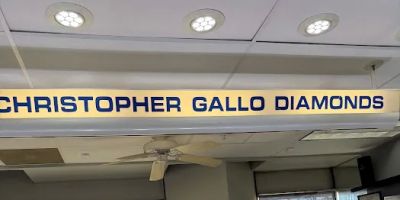 CHRISTOPHER GALLO DIAMONDS